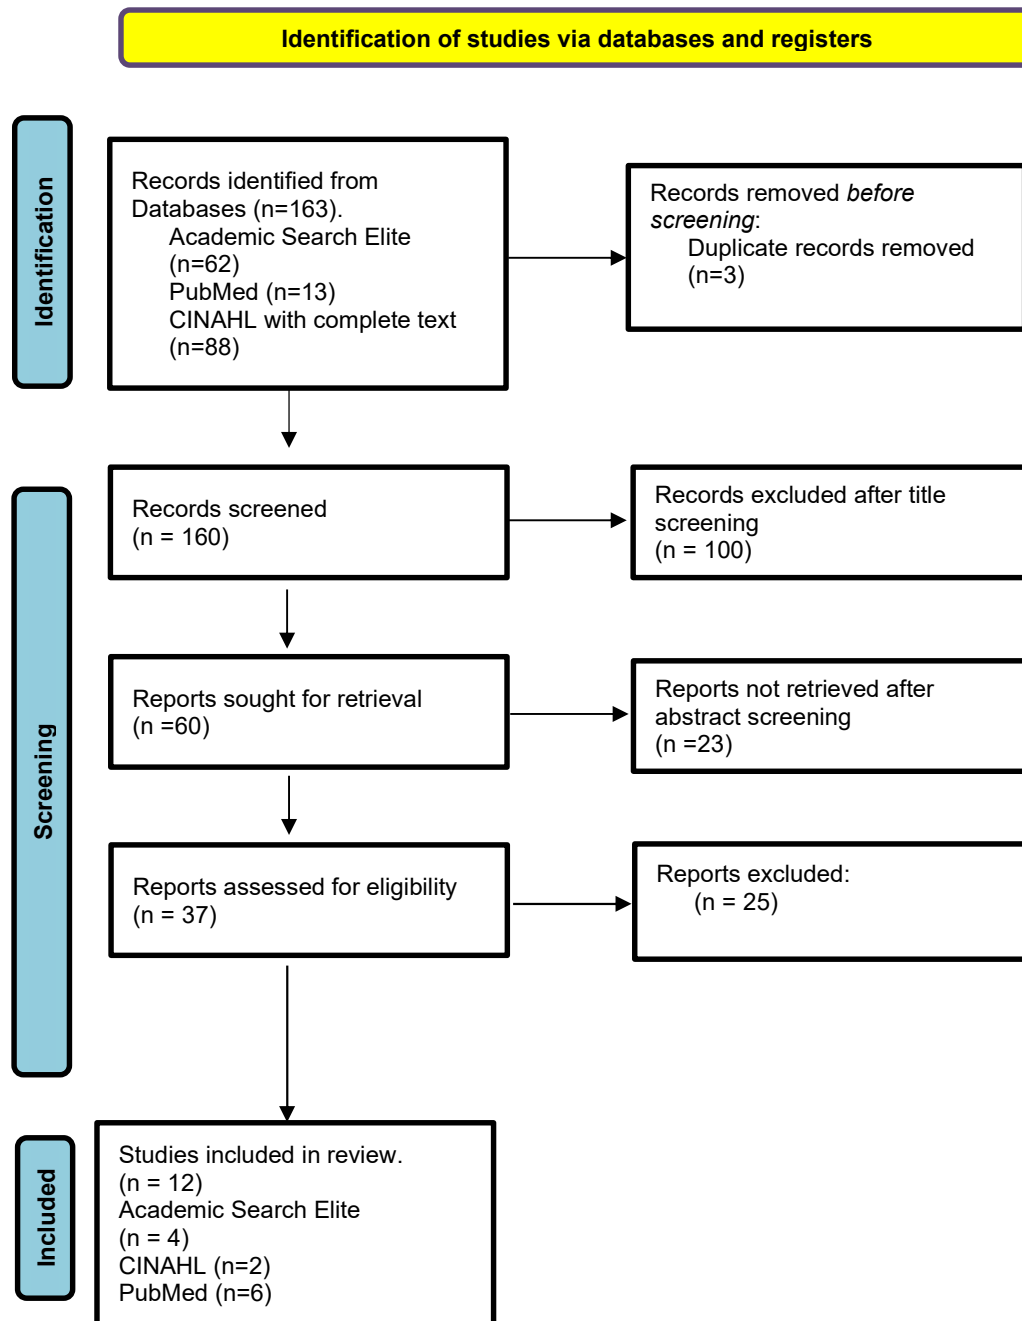 Identification of studies via databases and registers
Identification
Records identified from
Databases (n=163).
Academic Search Elite
(n=62)
PubMed (n=13)
CINAHL with complete text
(n=88)
Records removed before
screening:
Duplicate records removed
(n=3)
Screening
Records screened
(n = 160)
Records excluded after title
screening
(n = 100)
Reports sought for retrieval
(n =60)
Reports not retrieved after
abstract screening
(n =23)
Reports assessed for eligibility
(n = 37)
Reports excluded:
(n = 25)
Included
Studies included in review.
(n = 12)
Academic Search Elite
(n = 4)
CINAHL (n=2)
PubMed (n=6)